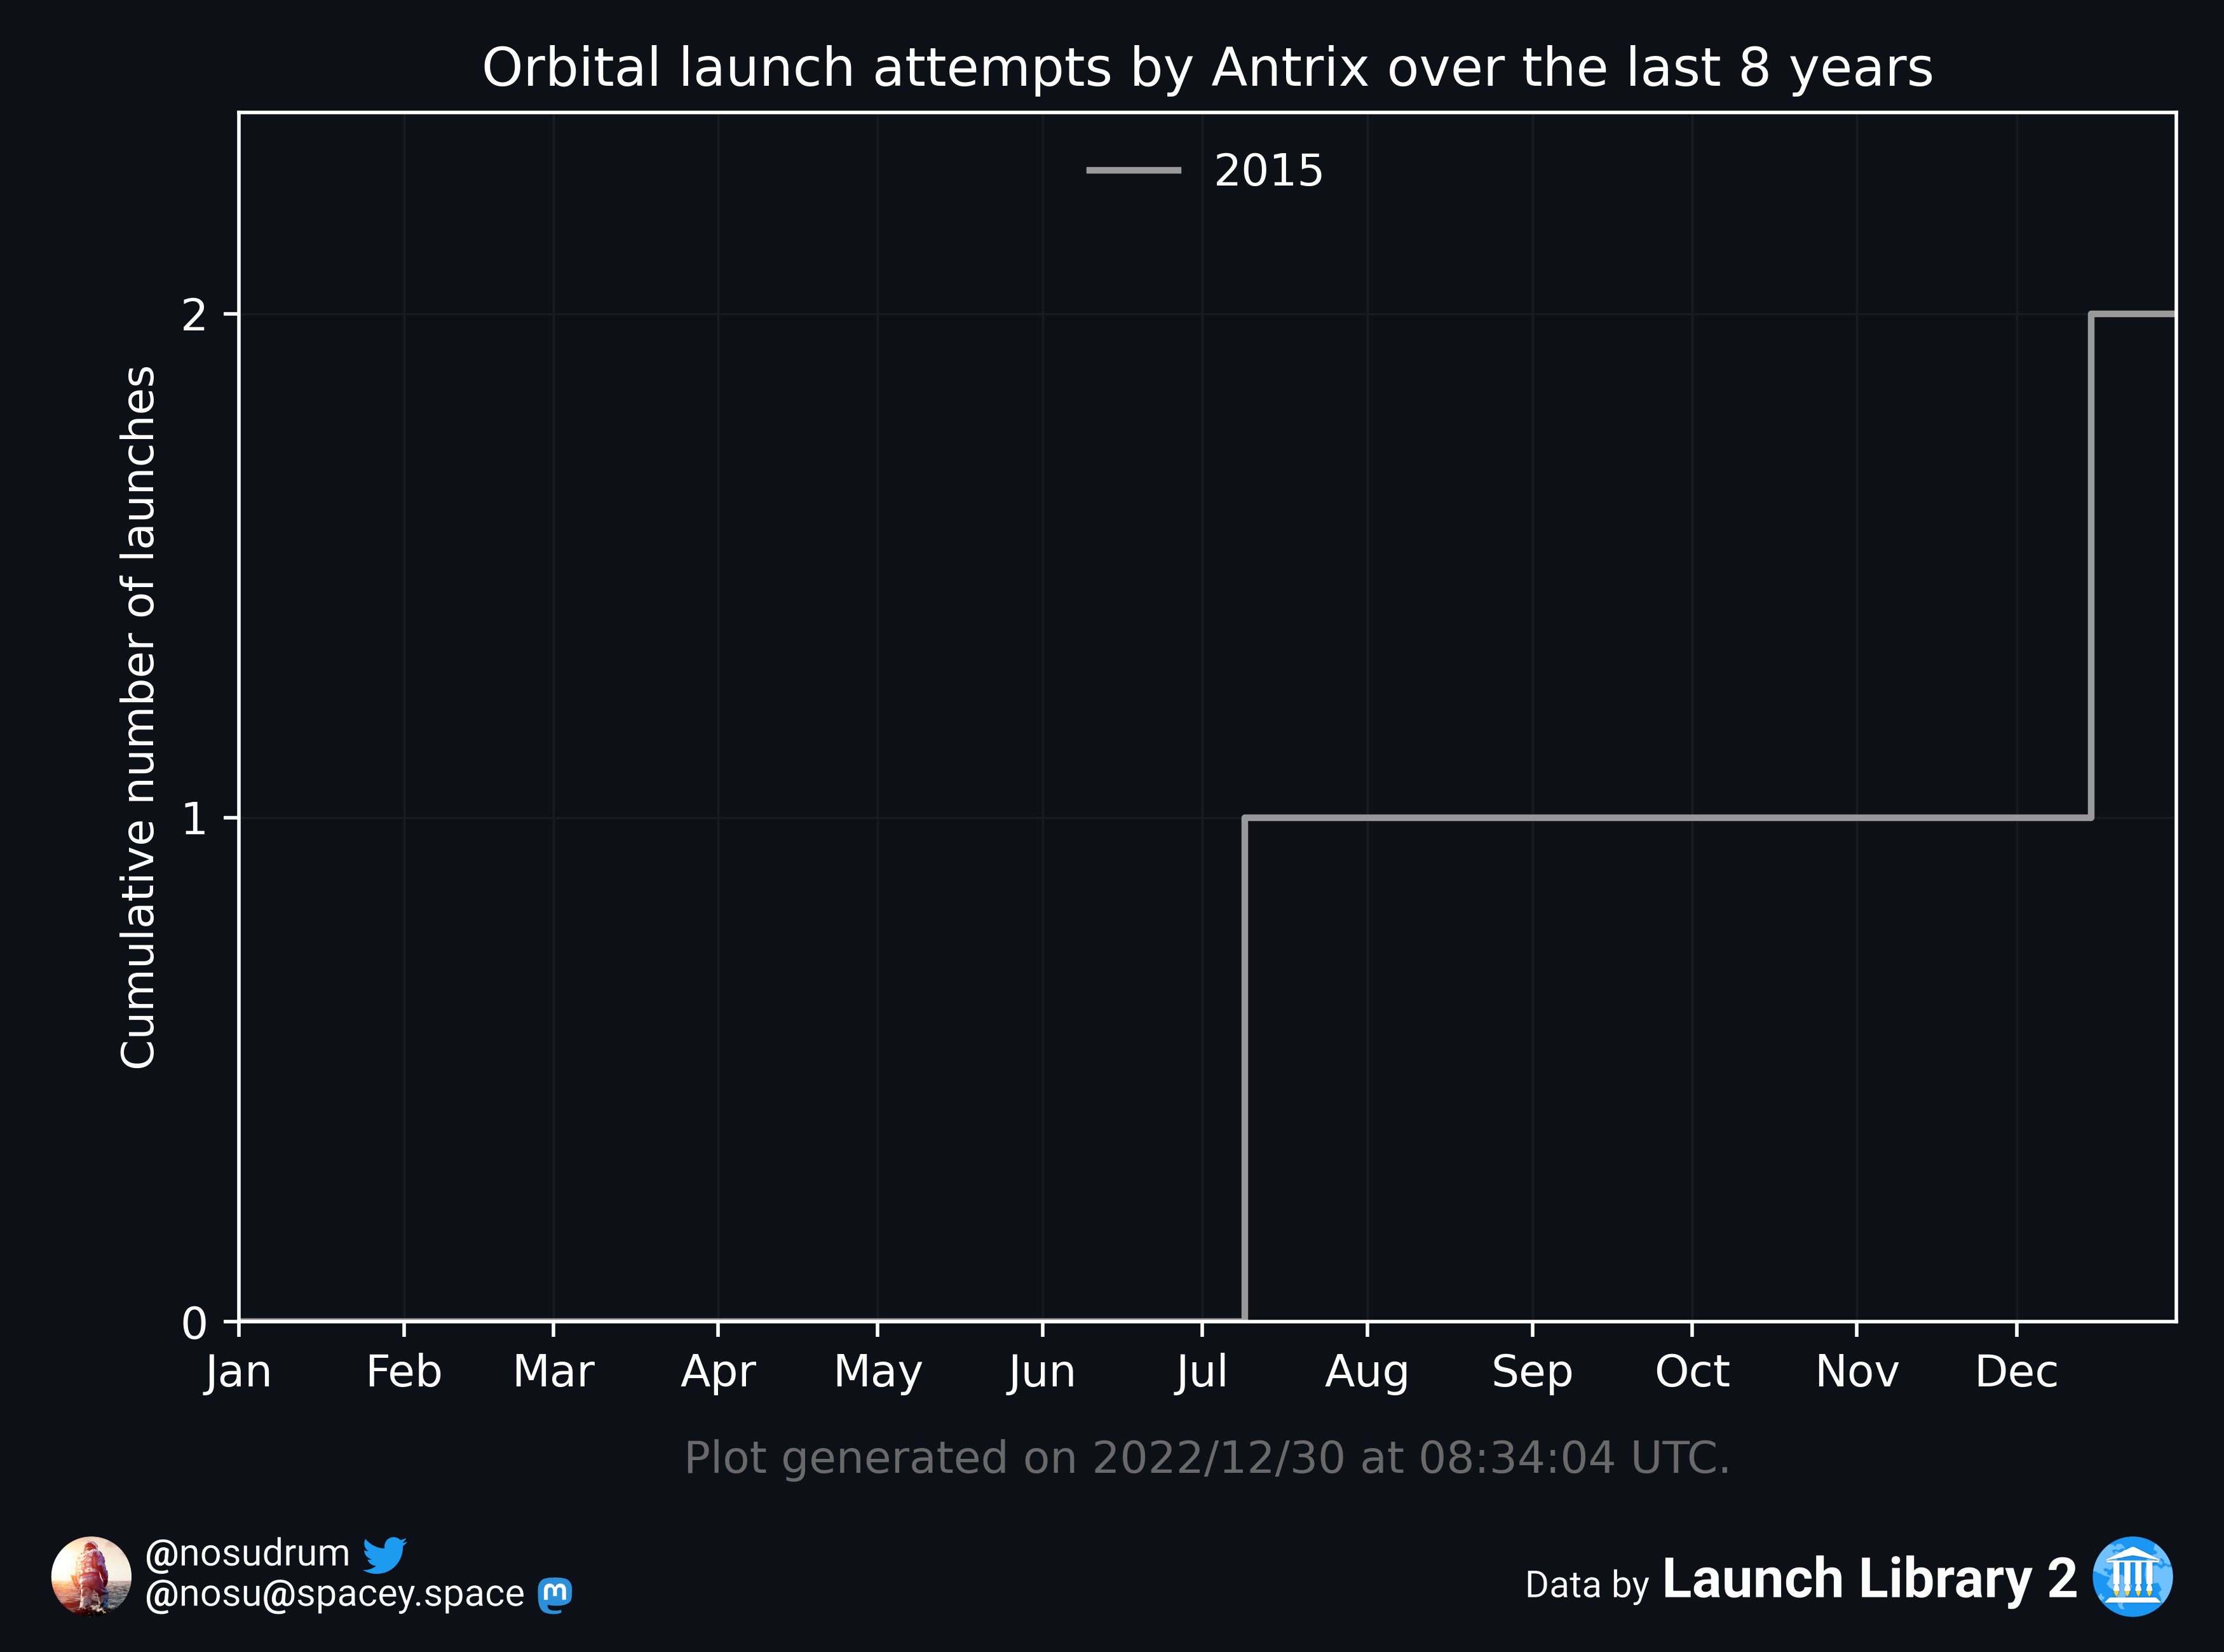 Orbital launch attempts by Antrix over the last 8 years
2015
Cumulative number of launches
2
1
0
Jan Feb Mar Apr May Jun Jul Aug Sep Oct Nov Dec
Plot generated on 2022/12/30 at 08:34:04 UTC.
@nosudrum
@nosu@spacey.space
Data by Launch Library 2